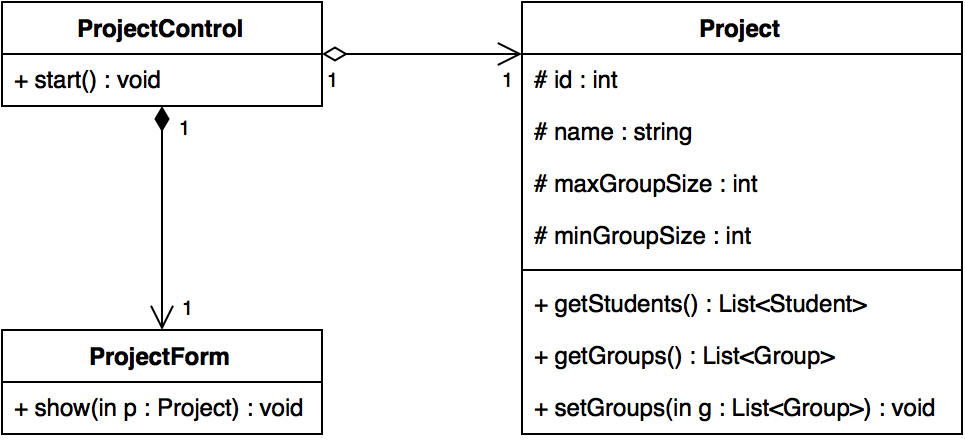 ProjectControl
+ start() : void
1
1
1
1
Project
# id : int
# name : string
# maxGroupSize : int
# minGroupSize : int
+ getStudents() : List<Student>
+ getGroups() : List<Group>
+ setGroups(in g : List<Group>) : void
ProjectForm
+ show(in p : Project) : void